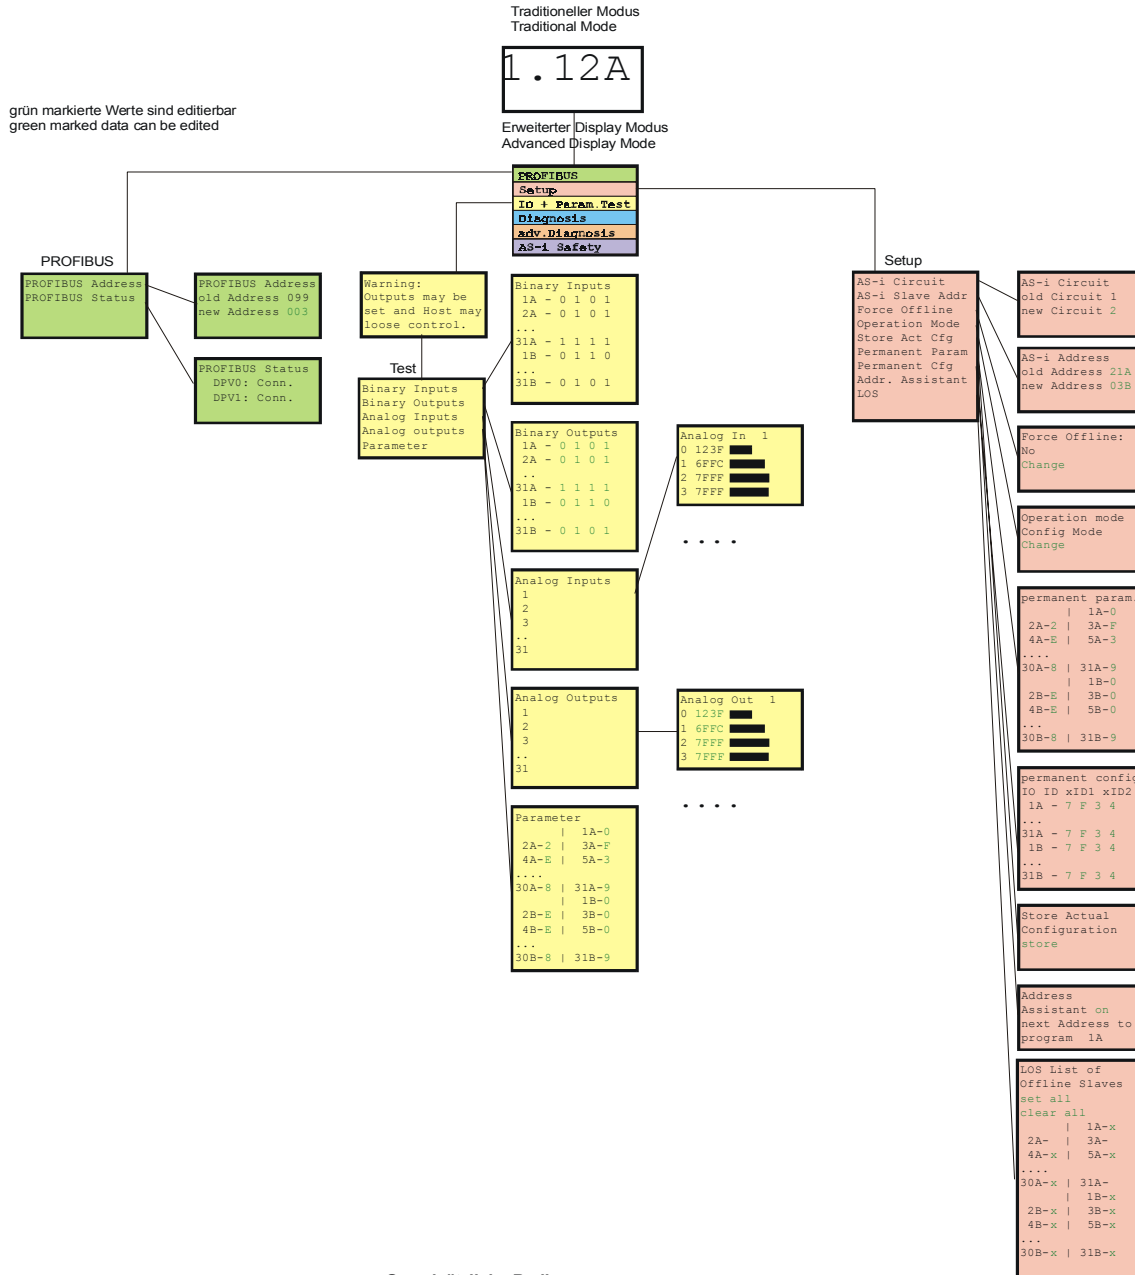 Traditioneller Modus
Traditional Mode
1.12A
grün markierte Werte sind editierbar
green marked data can be edited
Erweiterter Display Modus
Advanced Display Mode
PROFIBUS
Setup
IO + Param.Test
Diagnosis
adv.Diagnosis
AS-i Safety
PROFIBUS
PROFIBUS Address
PROFIBUS Status
PROFIBUS Address
old Address 099
new Address 003
PROFIBUS Status
DPV0: Conn.
DPV1: Conn.
Warning:
Outputs may be
set and Host may
loose control.
Test
Binary Inputs
Binary Outputs
Analog Inputs
Analog outputs
Parameter
Binary Inputs
1A - 0 1 0 1
2A - 0 1 0 1
...
31A - 1 1 1 1
1B - 0 1 1 0
...
31B - 0 1 0 1
Binary Outputs
1A - 0 1 0 1
2A - 0 1 0 1
..
31A - 1 1 1 1
1B - 0 1 1 0
...
31B - 0 1 0 1
Analog Inputs
1
2
3
..
31
Analog Outputs
1
2
3
..
31
Parameter
| 1A-0
2A-2 | 3A-F
4A-E | 5A-3
....
30A-8 | 31A-9
| 1B-0
2B-E | 3B-0
4B-E | 5B-0
...
30B-8 | 31B-9
Analog In 1
0 123F
1 6FFC
2 7FFF
3 7FFF
....
Analog Out 1
0 123F
1 6FFC
2 7FFF
3 7FFF
....
Setup
AS-i Circuit
AS-i Slave Addr
Force Offline
Operation Mode
Store Act Cfg
Permanent Param
Permanent Cfg
Addr. Assistant
LOS
AS-i Circuit
old Circuit 1
new Circuit 2
AS-i Address
old Address 21A
new Address 03B
Force Offline:
No
Change
Operation mode
Config Mode
Change
permanent param.
| 1A-0
2A-2 | 3A-F
4A-E | 5A-3
....
30A-8 | 31A-9
| 1B-0
2B-E | 3B-0
4B-E | 5B-0
...
30B-8 | 31B-9
permanent config
IO ID xID1 xID2
1A - 7 F 3 4
...
31A - 7 F 3 4
1B - 7 F 3 4
...
31B - 7 F 3 4
Store Actual
Configuration
store
Address
Assistant on
next Address to
program 1A
LOS List of
Offline Slaves
set all
clear all
| 1A-x
2A- | 3A-
4A-x | 5A-x
....
30A-x | 31A-
| 1B-x
2B-x | 3B-x
4B-x | 5B-x
...
30B-x | 31B-x